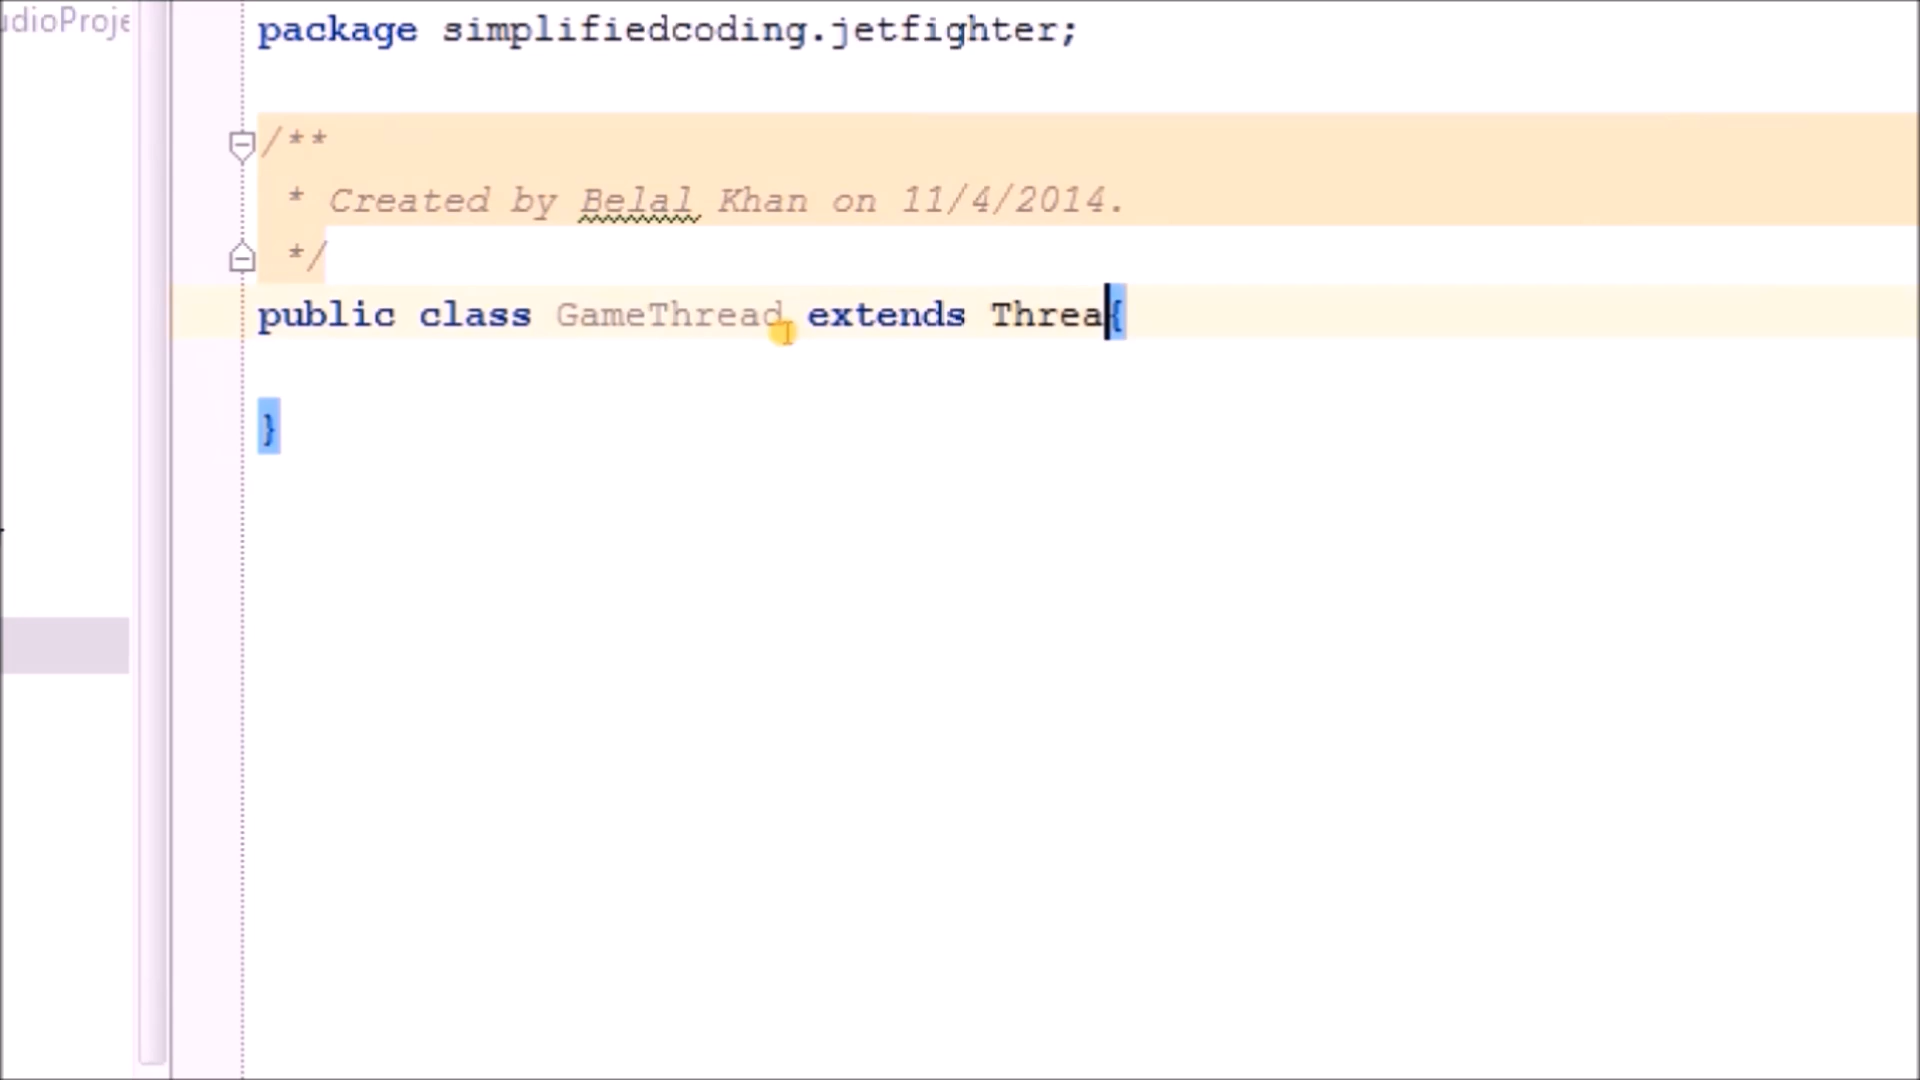 udioProje
package simplifiedcoding.jetfighter;
/**
* Created by Belal Khan on 11/4/2014.
*/
public class GameThread extends Threa{
}